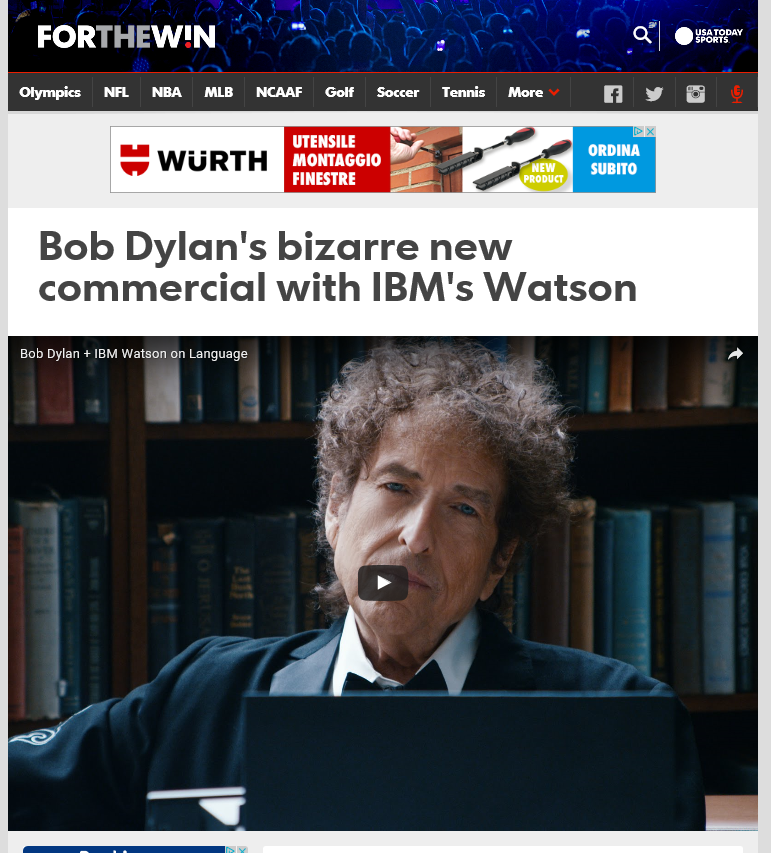 FORTHEW!N
USA TODAY
SPORTS
Olympics NFL NBA MLB NCAAF Golf Soccer Tennis More
WÜRTH
UTENSILE
MONTAGGIO
FINESTRE
NEW
PRODUCT
ORDINA
SUBITO
Bob Dylan's bizarre new
commercial with IBM's Watson
Bob Dylan + IBM Watson on Language